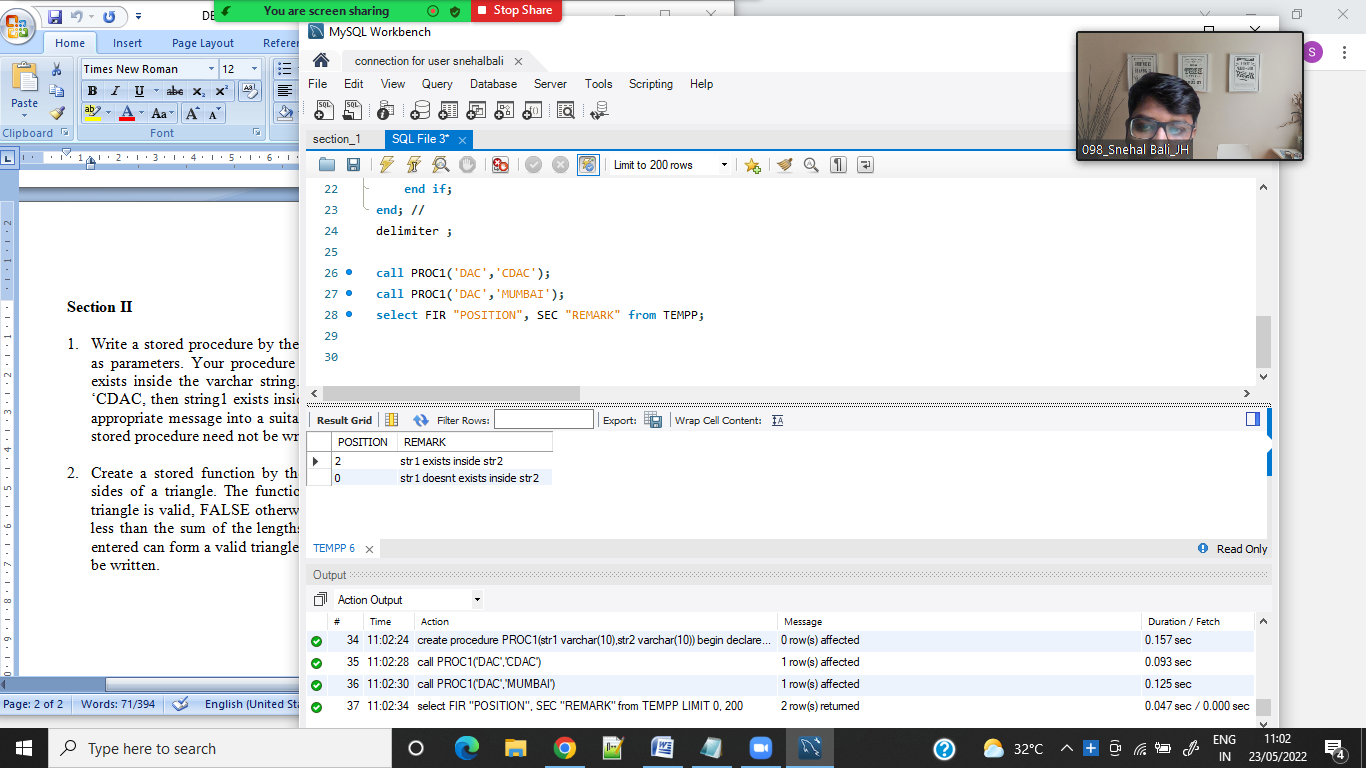 You are screen sharing
Stop Share
DE
Home Insert Page Layout Referen
Times New Roman 12
Paste
B I U abc x₂ x²
Aa A A
Clipboard Font
Section II
1. Write a stored procedure by the
as parameters. Your procedure
exists inside the varchar string.
‘CDAC, then string1 exists insid
appropriate message into a suita
stored procedure need not be wr
2. Create a stored function by th
sides of a triangle. The functio
triangle is valid, FALSE otherw
less than the sum of the lengths
entered can form a valid triangle
be written.
Page: 2 of 2 Words: 71/394 English (United Sta
MySQL Workbench
connection for user snehalbali
File Edit View Query Database Server Tools Scripting Help
section_1 SQL File 3*
Limit to 200 rows
22 end if;
23 end; //
24 delimiter ;
25
26 call PROC1('DAC','CDAC');
27 call PROC1('DAC','MUMBAI');
28 select FIR "POSITION", SEC "REMARK" from TEMPP;
29
30
Result Grid Filter Rows: Export: Wrap Cell Content:
POSITION REMARK
2 str1 exists inside str2
0 str1 doesnt exists inside str2
TEMPP 6 Read Only
Output
Action Output
# Time Action Message Duration / Fetch
34 11:02:24 create procedure PROC1(str1 varchar(10),str2 varchar(10)) begin declare... 0 row(s) affected 0.157 sec
35 11:02:28 call PROC1('DAC','CDAC') 1 row(s) affected 0.093 sec
36 11:02:30 call PROC1('DAC','MUMBAI') 1 row(s) affected 0.125 sec
37 11:02:34 select FIR "POSITION", SEC "REMARK" from TEMPP LIMIT 0, 200 2 row(s) returned 0.047 sec / 0.000 sec
098_Snehal Bali_JH
S
Type here to search
32°C
ENG
IN
11:02
23/05/2022
4